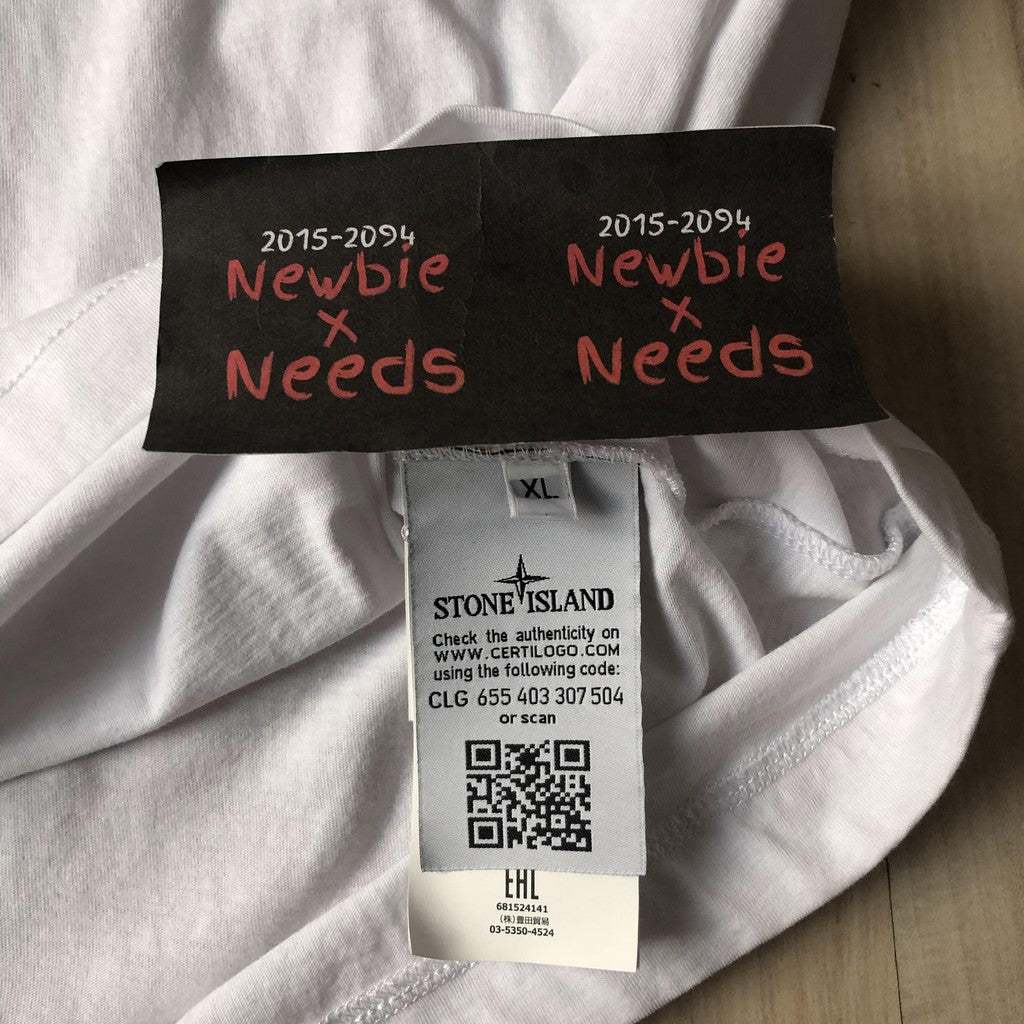 2015-2094
Newbie
x
Needs
2015-2094
Newbie
x
Needs
XL
STONE ISLAND
Check the authenticity on
WWW.CERTILOGO.COM
using the following code:
CLG 655 403 307 504
or scan
EAC
681524141
(株)豊田貿易
03-5350-4524